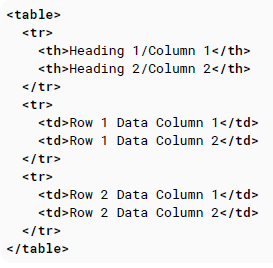 <table>
  <tr>
    <th>Heading 1/Column 1</th>
    <th>Heading 2/Column 2</th>
  </tr>
  <tr>
    <td>Row 1 Data Column 1</td>
    <td>Row 1 Data Column 2</td>
  </tr>
  <tr>
    <td>Row 2 Data Column 1</td>
    <td>Row 2 Data Column 2</td>
  </tr>
</table>